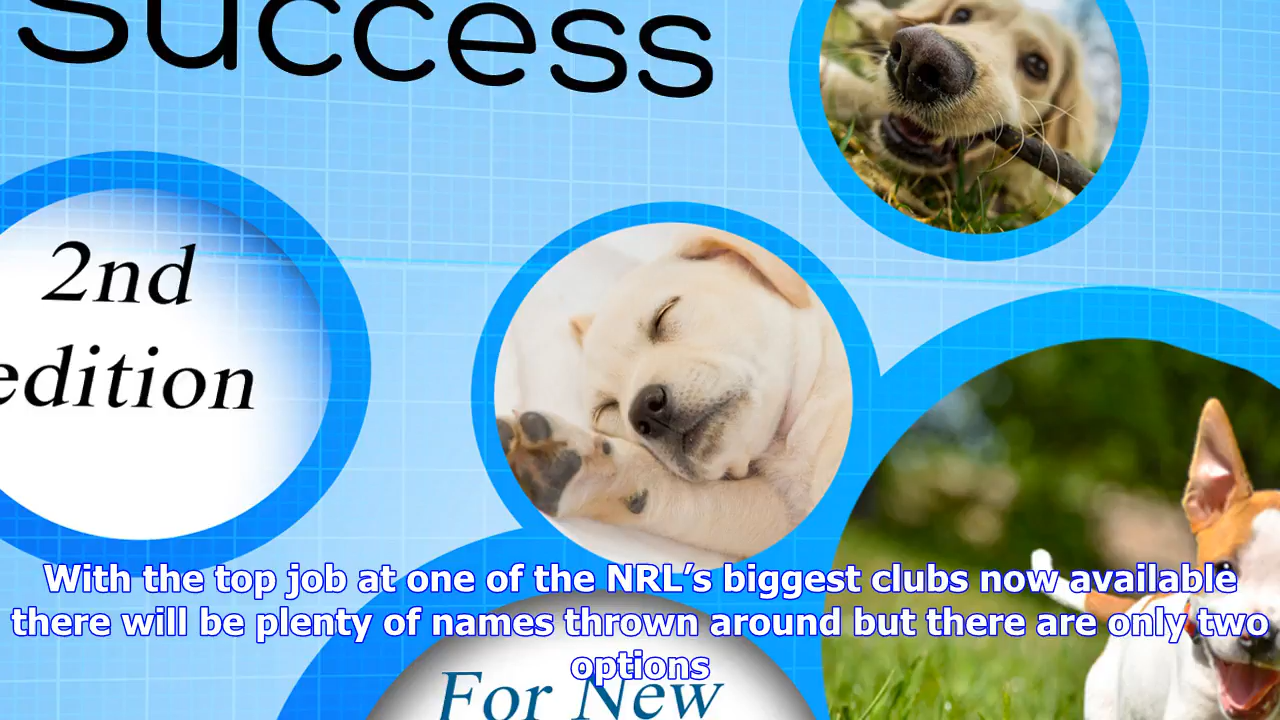 Success
2nd
edition
With the top job at one of the NRL’s biggest clubs now available
there will be plenty of names thrown around but there are only two
options
For New